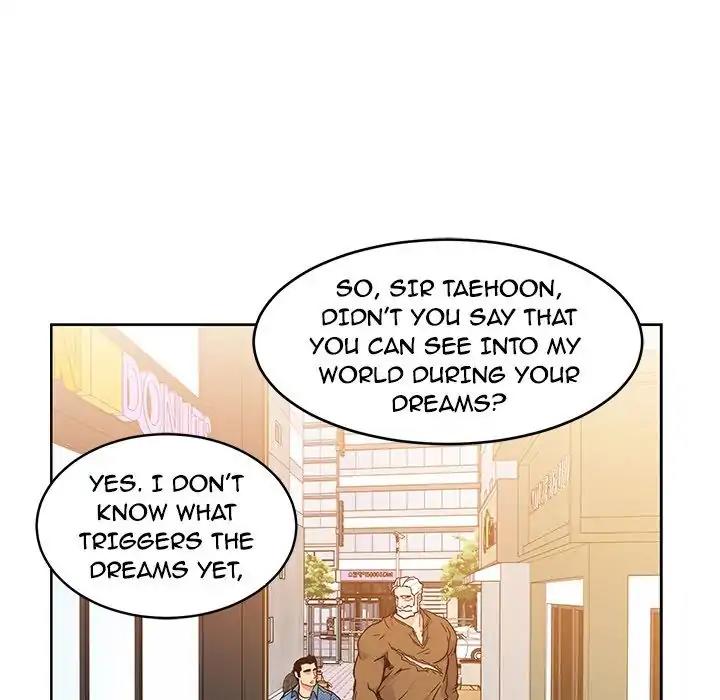 SO, SIR TAEHOON,
DIDN'T YOU SAY THAT
YOU CAN SEE INTO MY
WORLD DURING YOUR
DREAMS?
DONUTS
YES. I DON'T
KNOW WHAT
TRIGGERS THE
DREAMS YET,